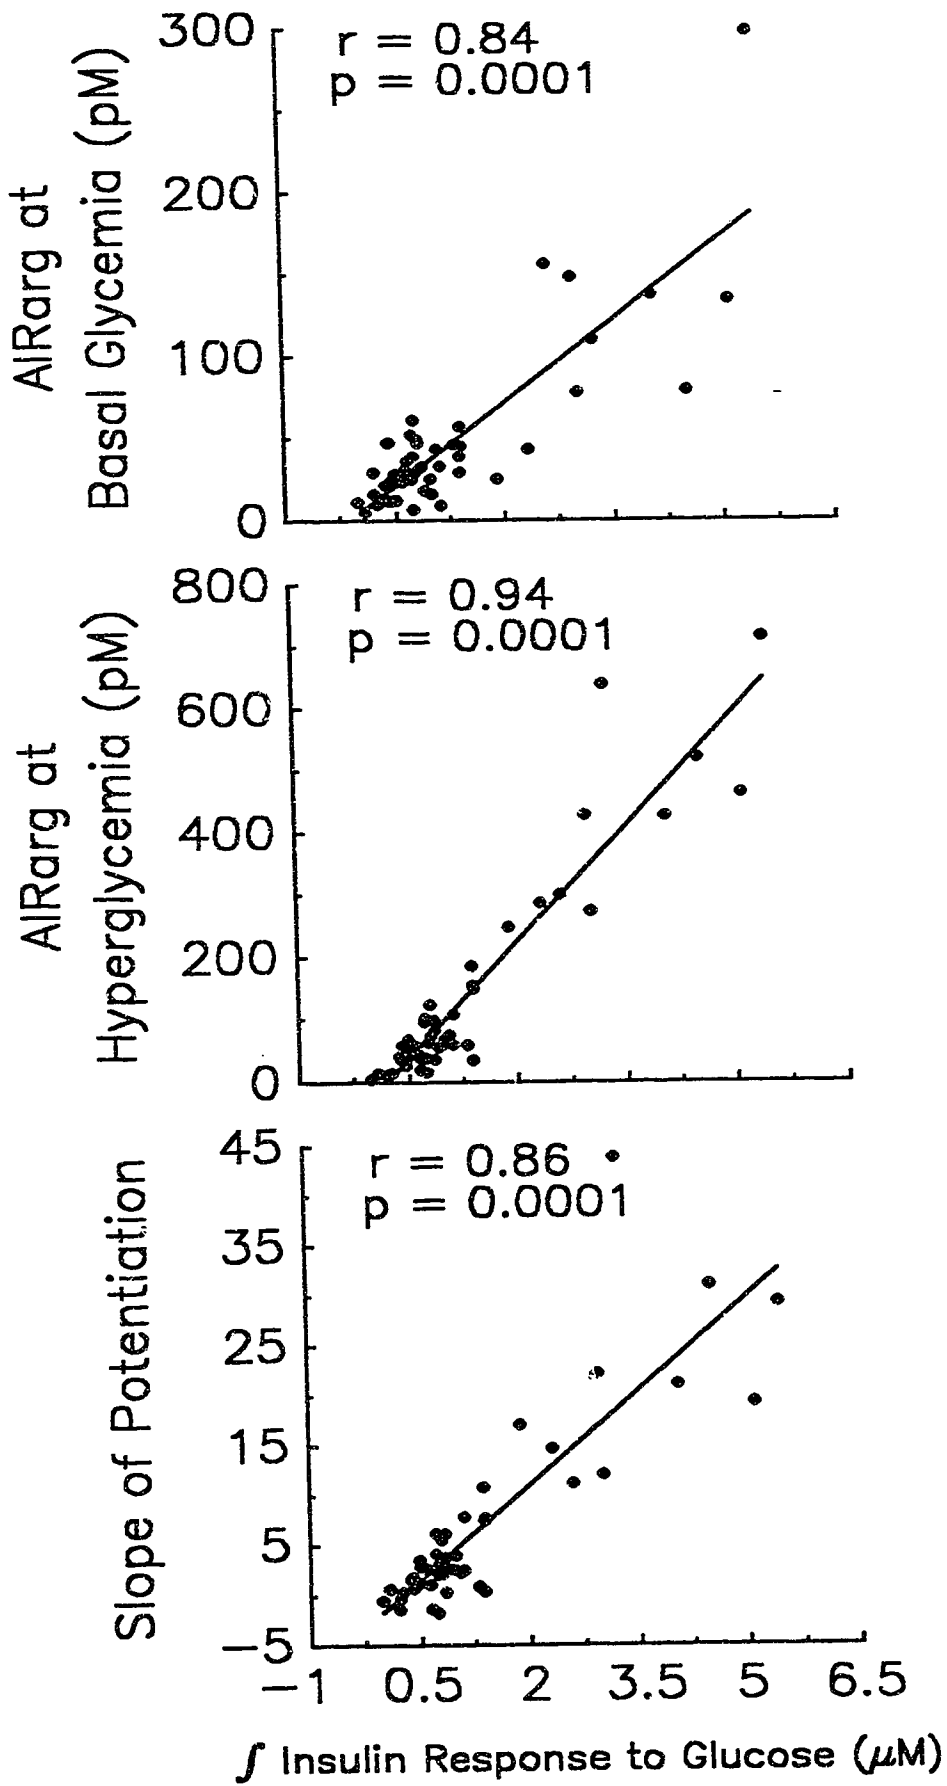 300
r = 0.84
p = 0.0001
200
100
0
AIRarg at
Basal Glycemia (pM)
800
r = 0.94
p = 0.0001
600
400
200
0
AIRarg at
Hyperglycemia (pM)
45
r = 0.86
p = 0.0001
35
25
15
5
−5
Slope of Potentiation
−1 0.5 2 3.5 5 6.5
∫ Insulin Response to Glucose (μM)